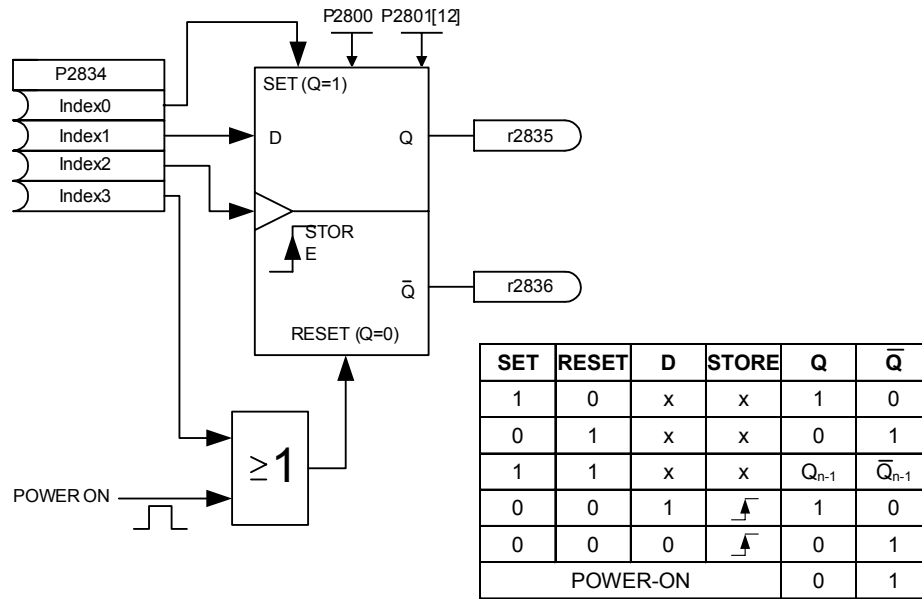 P2800 P2801[12]
P2834
Index0
Index1
Index2
Index3
SET (Q=1)
D
Q
r2835
STOR
E
Q̅
r2836
RESET (Q=0)
≥1
POWER ON
SET RESET D STORE Q Q̅
1 0 x x 1 0
0 1 x x 0 1
1 1 x x Qn-1 Q̅n-1
0 0 1 1 0
0 0 0 0 1
POWER-ON 0 1